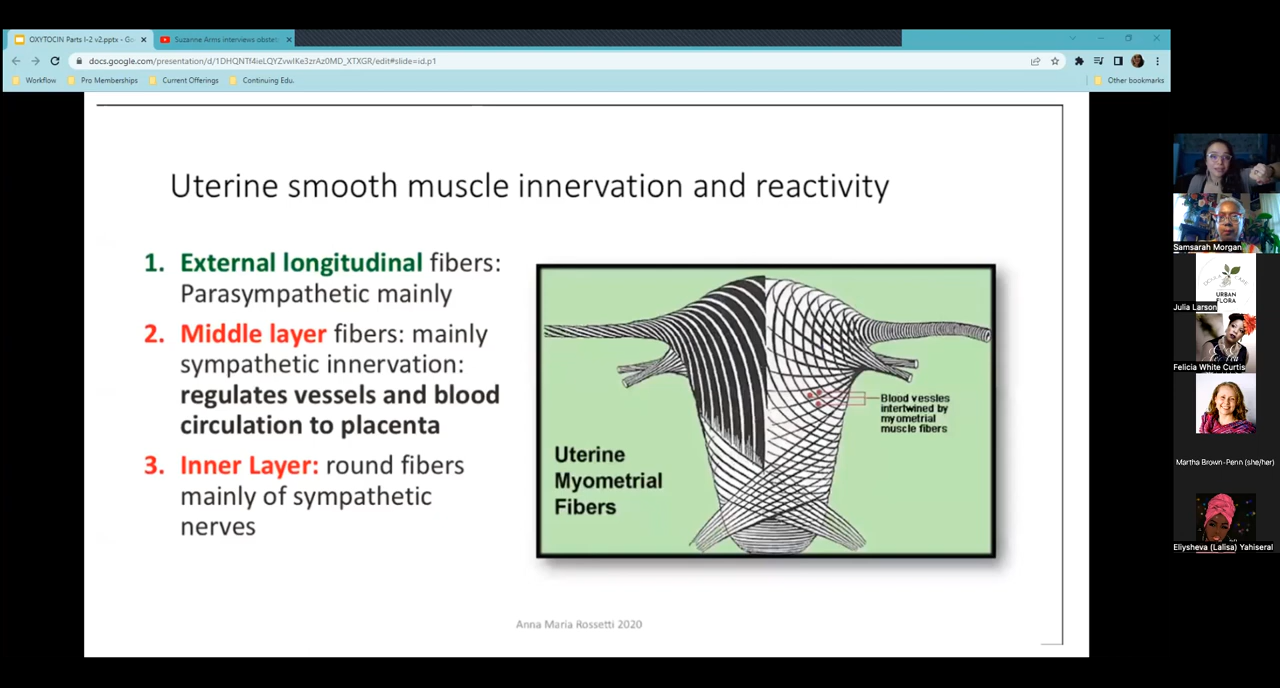 OXYTOCIN Parts I-2 v2.pptx - Go
Suzanne Arms interviews obste
docs.google.com/presentation/d/1DHQNTf4ieLQYZvwIKe3zrAz0MD_XTXGR/edit#slide=id.p1
Workflow
Pro Memberships
Current Offerings
Continuing Edu.
Other bookmarks
Uterine smooth muscle innervation and reactivity
1. External longitudinal fibers:
Parasympathetic mainly
2. Middle layer fibers: mainly
sympathetic innervation:
regulates vessels and blood
circulation to placenta
3. Inner Layer: round fibers
mainly of sympathetic
nerves
Blood vessles
intertwined by
myometrial
muscle fibers
Uterine
Myometrial
Fibers
Anna Maria Rossetti 2020
Samsarah Morgan
URBAN
FLORA
Julia Larson
Felicia White Curtis
Martha Brown-Penn (she/her)
Eliysheva (Lalisa) Yahiseral